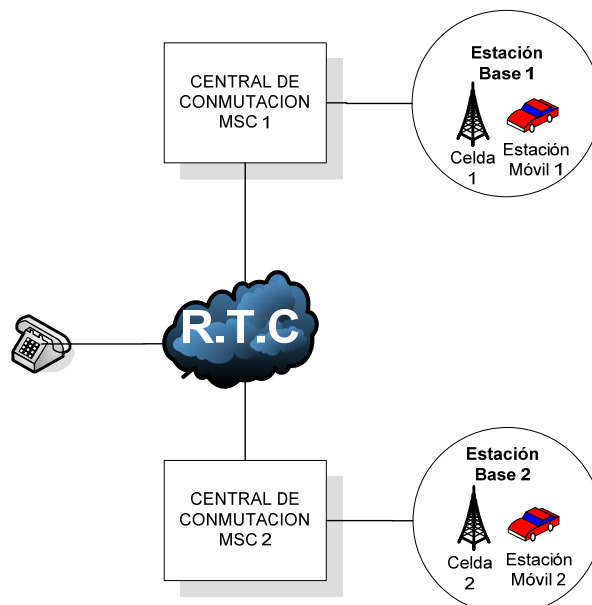 CENTRAL DE
CONMUTACION
MSC 1
Estación
Base 1
Celda
1
Estación
Móvil 1
R.T.C
CENTRAL DE
CONMUTACION
MSC 2
Estación
Base 2
Celda
2
Estación
Móvil 2